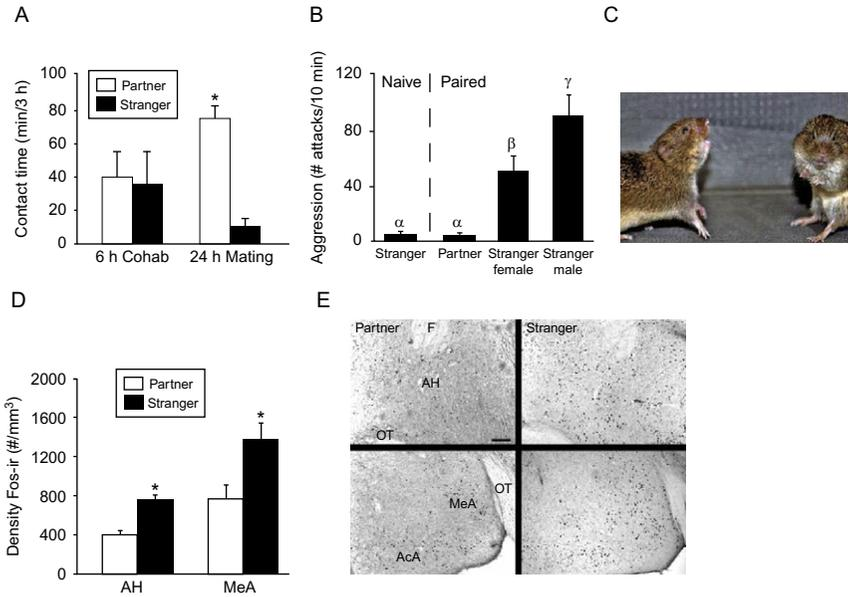 A
Contact time (min/3 h)
100
80
60
40
20
0
Partner
Stranger
*
6 h Cohab
24 h Mating
B
Aggression (# attacks/10 min)
120
80
40
0
Naive
Paired
α
α
β
γ
Stranger
Partner
Stranger
female
Stranger
male
C
D
Density Fos-ir (#/mm³)
2000
1600
1200
800
400
0
Partner
Stranger
*
*
AH
MeA
E
Partner
F
Stranger
AH
OT
MeA
OT
AcA